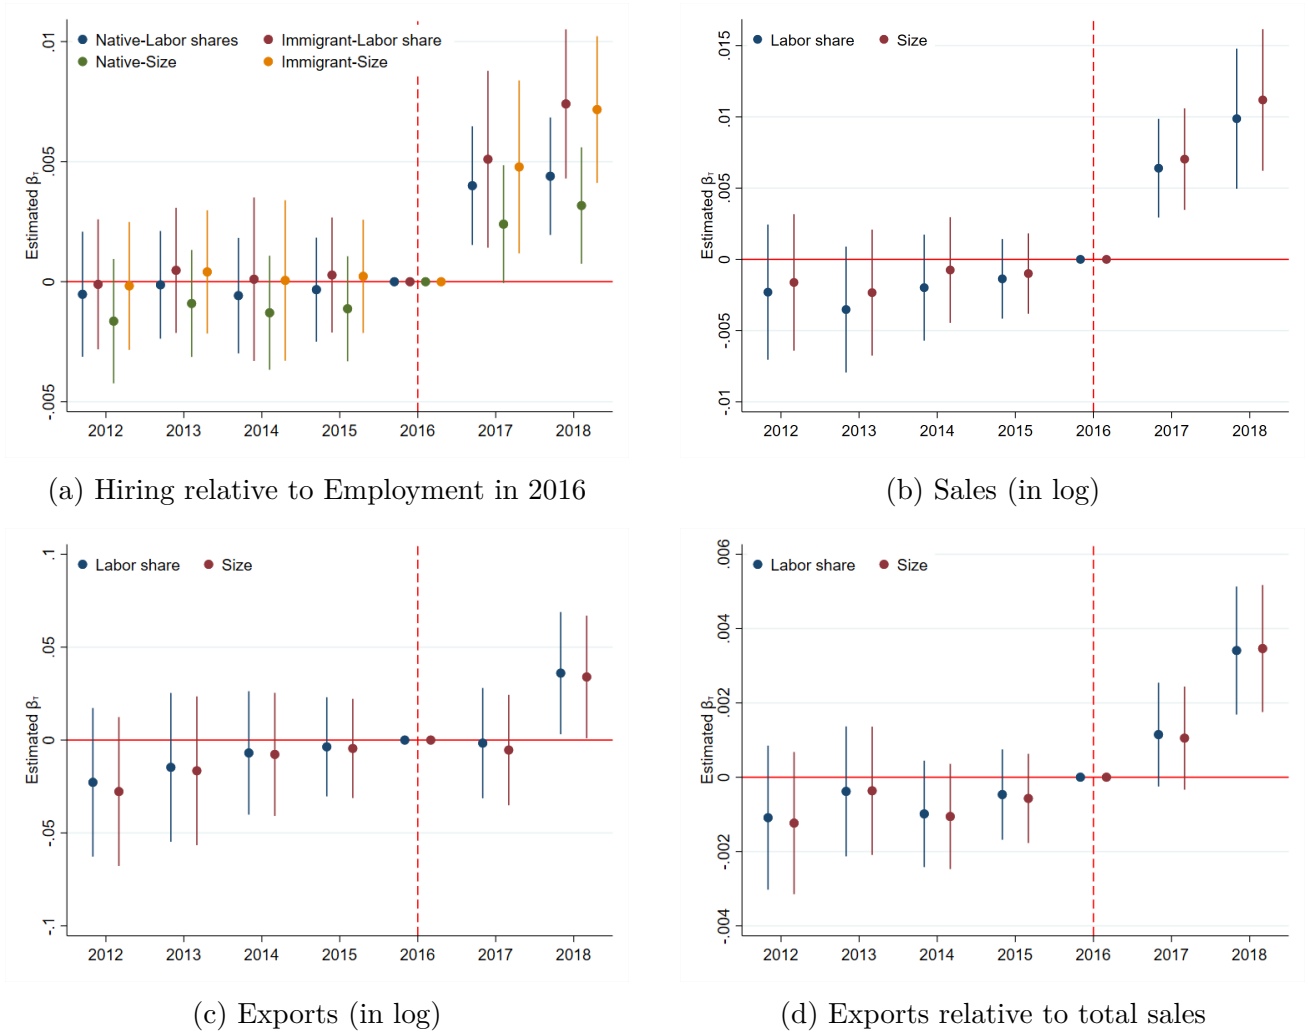 Native-Labor shares Immigrant-Labor share
Native-Size Immigrant-Size
Estimated βτ
.01
.005
0
-.005
2012 2013 2014 2015 2016 2017 2018
(a) Hiring relative to Employment in 2016
Labor share Size
Estimated βτ
.015
.01
.005
0
-.005
-.01
2012 2013 2014 2015 2016 2017 2018
(b) Sales (in log)
Labor share Size
Estimated βτ
.1
.05
0
-.05
-.1
2012 2013 2014 2015 2016 2017 2018
(c) Exports (in log)
Labor share Size
Estimated βτ
.006
.004
.002
0
-.002
-.004
2012 2013 2014 2015 2016 2017 2018
(d) Exports relative to total sales